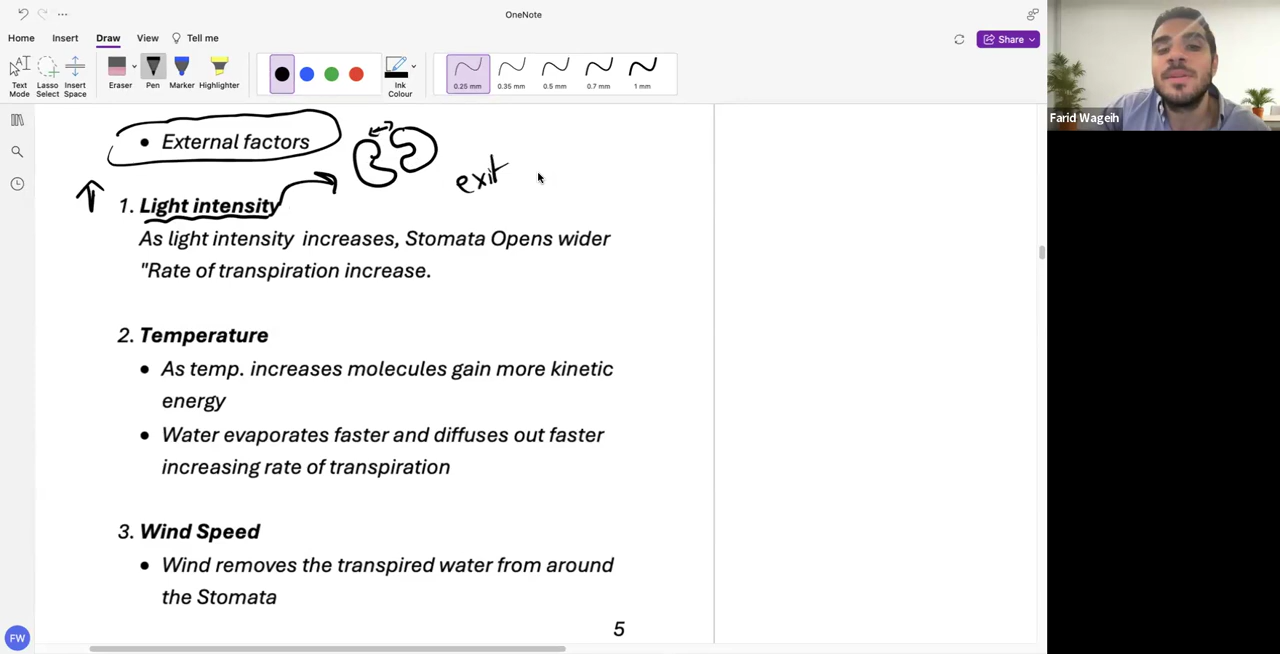 OneNote
Home Insert Draw View Tell me
Share
Text Mode
Lasso Select
Insert Space
Eraser
Pen
Marker
Highlighter
Ink Colour
0.25 mm
0.35 mm
0.5 mm
0.7 mm
1 mm
Farid Wageih
• External factors
exit
1. Light intensity
As light intensity increases, Stomata Opens wider
"Rate of transpiration increase.
2. Temperature
• As temp. increases molecules gain more kinetic
energy
• Water evaporates faster and diffuses out faster
increasing rate of transpiration
3. Wind Speed
• Wind removes the transpired water from around
the Stomata
5
FW